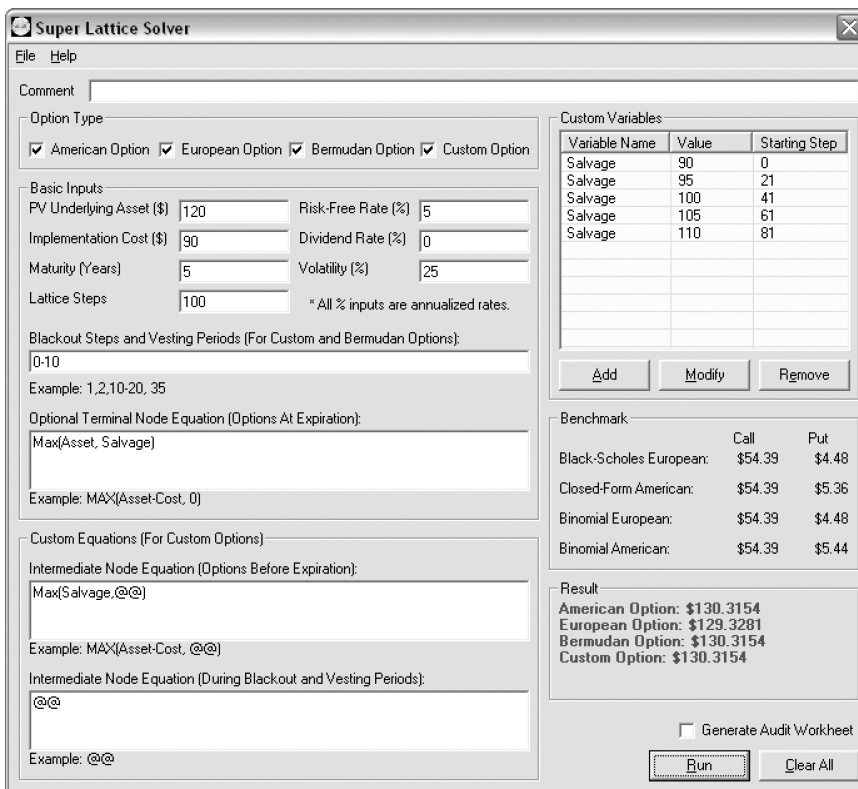 Super Lattice Solver
File Help
Comment
Option Type
American Option European Option Bermudan Option Custom Option
Basic Inputs
PV Underlying Asset ($) 120 Risk-Free Rate (%) 5
Implementation Cost ($) 90 Dividend Rate (%) 0
Maturity (Years) 5 Volatility (%) 25
Lattice Steps 100 * All % inputs are annualized rates.
Blackout Steps and Vesting Periods (For Custom and Bermudan Options):
0-10
Example: 1,2,10-20, 35
Optional Terminal Node Equation (Options At Expiration):
Max(Asset, Salvage)
Example: MAX(Asset-Cost, 0)
Custom Equations (For Custom Options)
Intermediate Node Equation (Options Before Expiration):
Max(Salvage,@@)
Example: MAX(Asset-Cost, @@)
Intermediate Node Equation (During Blackout and Vesting Periods):
@@
Example: @@
Custom Variables
Variable Name Value Starting Step
Salvage 90 0
Salvage 95 21
Salvage 100 41
Salvage 105 61
Salvage 110 81
Add Modify Remove
Benchmark
Call Put
Black-Scholes European: $54.39 $4.48
Closed-Form American: $54.39 $5.36
Binomial European: $54.39 $4.48
Binomial American: $54.39 $5.44
Result
American Option: $130.3154
European Option: $129.3281
Bermudan Option: $130.3154
Custom Option: $130.3154
Generate Audit Workheet
Run Clear All